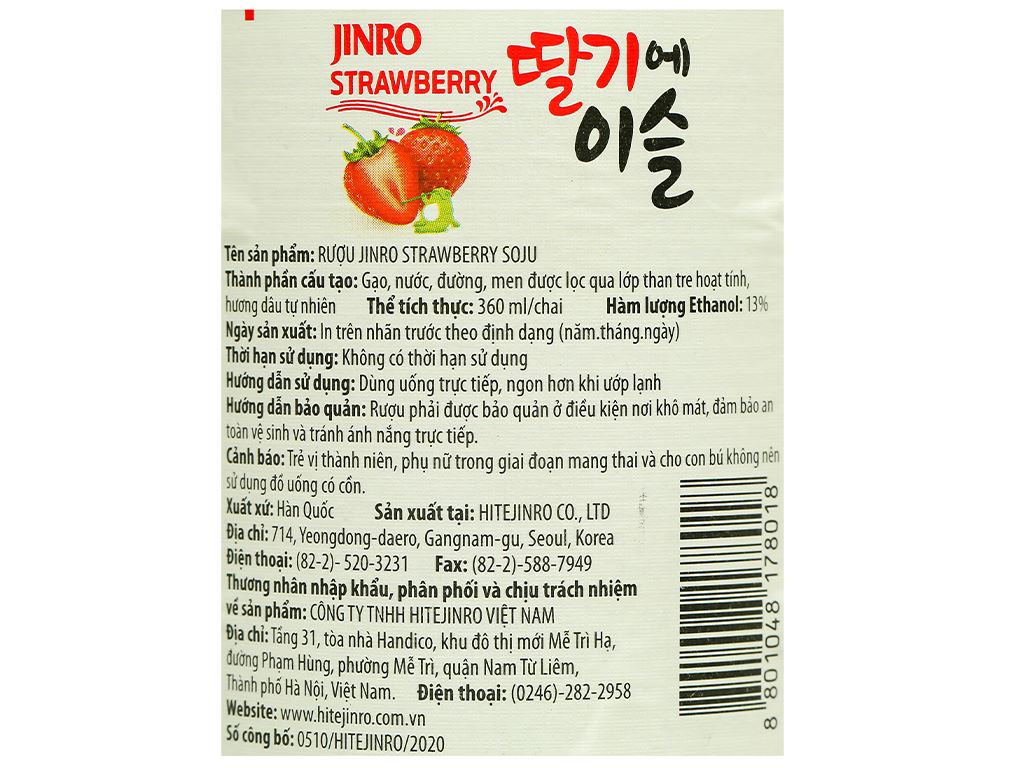 JINRO
STRAWBERRY
딸기에
이슬
Tên sản phẩm: RƯỢU JINRO STRAWBERRY SOJU
Thành phần cấu tạo: Gạo, nước, đường, men được lọc qua lớp than tre hoạt tính,
hương dâu tự nhiên Thể tích thực: 360 ml/chai Hàm lượng Ethanol: 13%
Ngày sản xuất: In trên nhãn trước theo định dạng (năm.tháng.ngày)
Thời hạn sử dụng: Không có thời hạn sử dụng
Hướng dẫn sử dụng: Dùng uống trực tiếp, ngon hơn khi ướp lạnh
Hướng dẫn bảo quản: Rượu phải được bảo quản ở điều kiện nơi khô mát, đảm bảo an
toàn vệ sinh và tránh ánh nắng trực tiếp.
Cảnh báo: Trẻ vị thành niên, phụ nữ trong giai đoạn mang thai và cho con bú không nên
sử dụng đồ uống có cồn.
Xuất xứ: Hàn Quốc Sản xuất tại: HITEJINRO CO., LTD
Địa chỉ: 714, Yeongdong-daero, Gangnam-gu, Seoul, Korea
Điện thoại: (82-2)- 520-3231 Fax: (82-2)-588-7949
Thương nhân nhập khẩu, phân phối và chịu trách nhiệm
về sản phẩm: CÔNG TY TNHH HITEJINRO VIỆT NAM
Địa chỉ: Tầng 31, tòa nhà Handico, khu đô thị mới Mễ Trì Hạ,
đường Phạm Hùng, phường Mễ Trì, quận Nam Từ Liêm,
Thành phố Hà Nội, Việt Nam. Điện thoại: (0246)-282-2958
Website: www.hitejinro.com.vn
Số công bố: 0510/HITEJINRO/2020
8 801048 178018